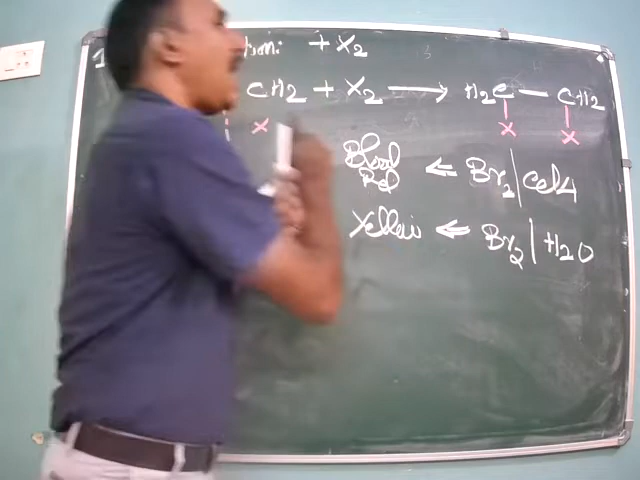 + X2
CH2 + X2 ⟶ H2C — CH2
X X X
Blood Red ⇐ Br2 | CCl4
Yellow ⇐ Br2 | H2O